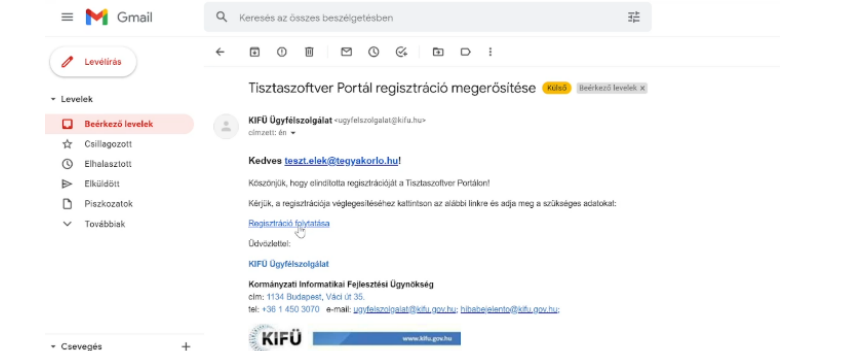 Gmail
Keresés az összes beszélgetésben
Levélírás
Levelek
Beérkező levelek
Csillagozott
Elhalasztott
Elküldött
Piszkozatok
Továbbiak
Csevegés
Tisztaszoftver Portál regisztráció megerősítése Külső Beérkező levelek x
KIFÜ Ügyfélszolgálat <ugyfelszolgalat@kifu.hu>
címzett: én
Kedves teszt.elek@tegyakorlo.hu!
Köszönjük, hogy elindította regisztrációját a Tisztaszoftver Portálon!
Kérjük, a regisztrációja véglegesítéséhez kattintson az alábbi linkre és adja meg a szükséges adatokat:
Regisztráció folytatása
Üdvözlettel:
KIFÜ Ügyfélszolgálat
Kormányzati Informatikai Fejlesztési Ügynökség
cím: 1134 Budapest, Váci út 35.
tel: +36 1 450 3070 e-mail: ugyfelszolgalat@kifu.gov.hu; hibabejelento@kifu.gov.hu;
KIFÜ www.kifu.gov.hu